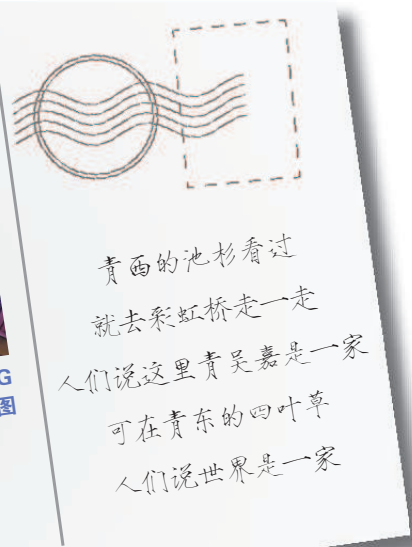 青西的池杉看过
就去彩虹桥走一走
人们说这里青吴嘉是一家
可在青东的四叶草
人们说世界是一家
G
图